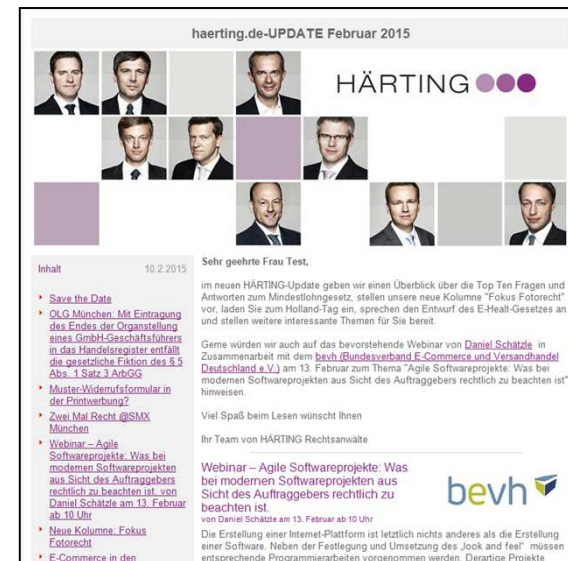 haerting.de-UPDATE Februar 2015
HÄRTING
Inhalt 10.2.2015
Save the Date
OLG München: Mit Eintragung
des Endes der Organstellung
eines GmbH-Geschäftsführers
in das Handelsregister entfällt
die gesetzliche Fiktion des § 5
Abs. 1 Satz 3 ArbGG
Muster-Widerrufsformular in
der Printwerbung?
Zwei Mal Recht @SMX
München
Webinar – Agile
Softwareprojekte: Was bei
modernen Softwareprojekten
aus Sicht des Auftraggebers
rechtlich zu beachten ist. von
Daniel Schätzle am 13. Februar
ab 10 Uhr
Neue Kolumne: Fokus
Fotorecht
E-Commerce in den
Sehr geehrte Frau Test,
im neuen HÄRTING-Update geben wir einen Überblick über die Top Ten Fragen und
Antworten zum Mindestlohngesetz, stellen unsere neue Kolumne "Fokus Fotorecht"
vor, laden Sie zum Holland-Tag ein, sprechen den Entwurf des E-Healt-Gesetzes an
und stellen weitere interessante Themen für Sie bereit.
Gerne würden wir auch auf das bevorstehende Webinar von Daniel Schätzle in
Zusammenarbeit mit dem bevh (Bundesverband E-Commerce und Versandhandel
Deutschland e.V.) am 13. Februar zum Thema "Agile Softwareprojekte: Was bei
modernen Softwareprojekten aus Sicht des Auftraggebers rechtlich zu beachten ist"
hinweisen.
Viel Spaß beim Lesen wünscht Ihnen
Ihr Team von HÄRTING Rechtsanwälte
Webinar – Agile Softwareprojekte: Was
bei modernen Softwareprojekten aus
Sicht des Auftraggebers rechtlich zu
beachten ist.
von Daniel Schätzle am 13. Februar ab 10 Uhr
bevh
Die Erstellung einer Internet-Plattform ist letztlich nichts anderes als die Erstellung
einer Software. Neben der Festlegung und Umsetzung des „look and feel" müssen
entsprechende Programmierarbeiten vorgenommen werden. Derartige Projekte